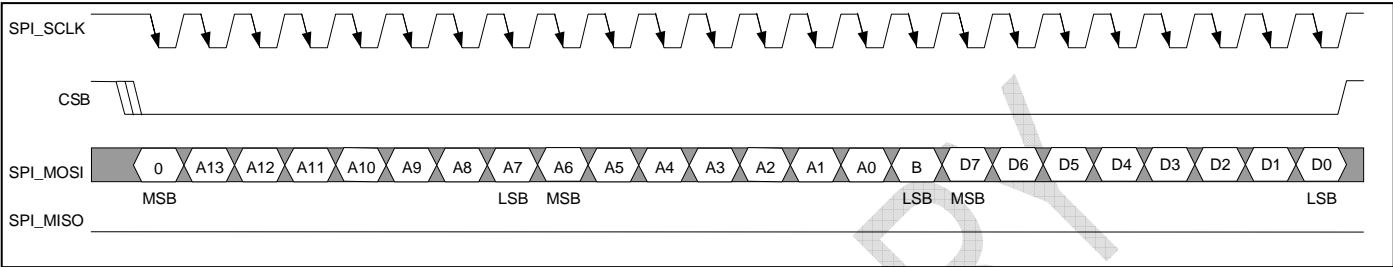 SPI_SCLK
CSB
SPI_MOSI 0 A13 A12 A11 A10 A9 A8 A7 A6 A5 A4 A3 A2 A1 A0 B D7 D6 D5 D4 D3 D2 D1 D0
MSB LSB MSB LSB MSB LSB
SPI_MISO